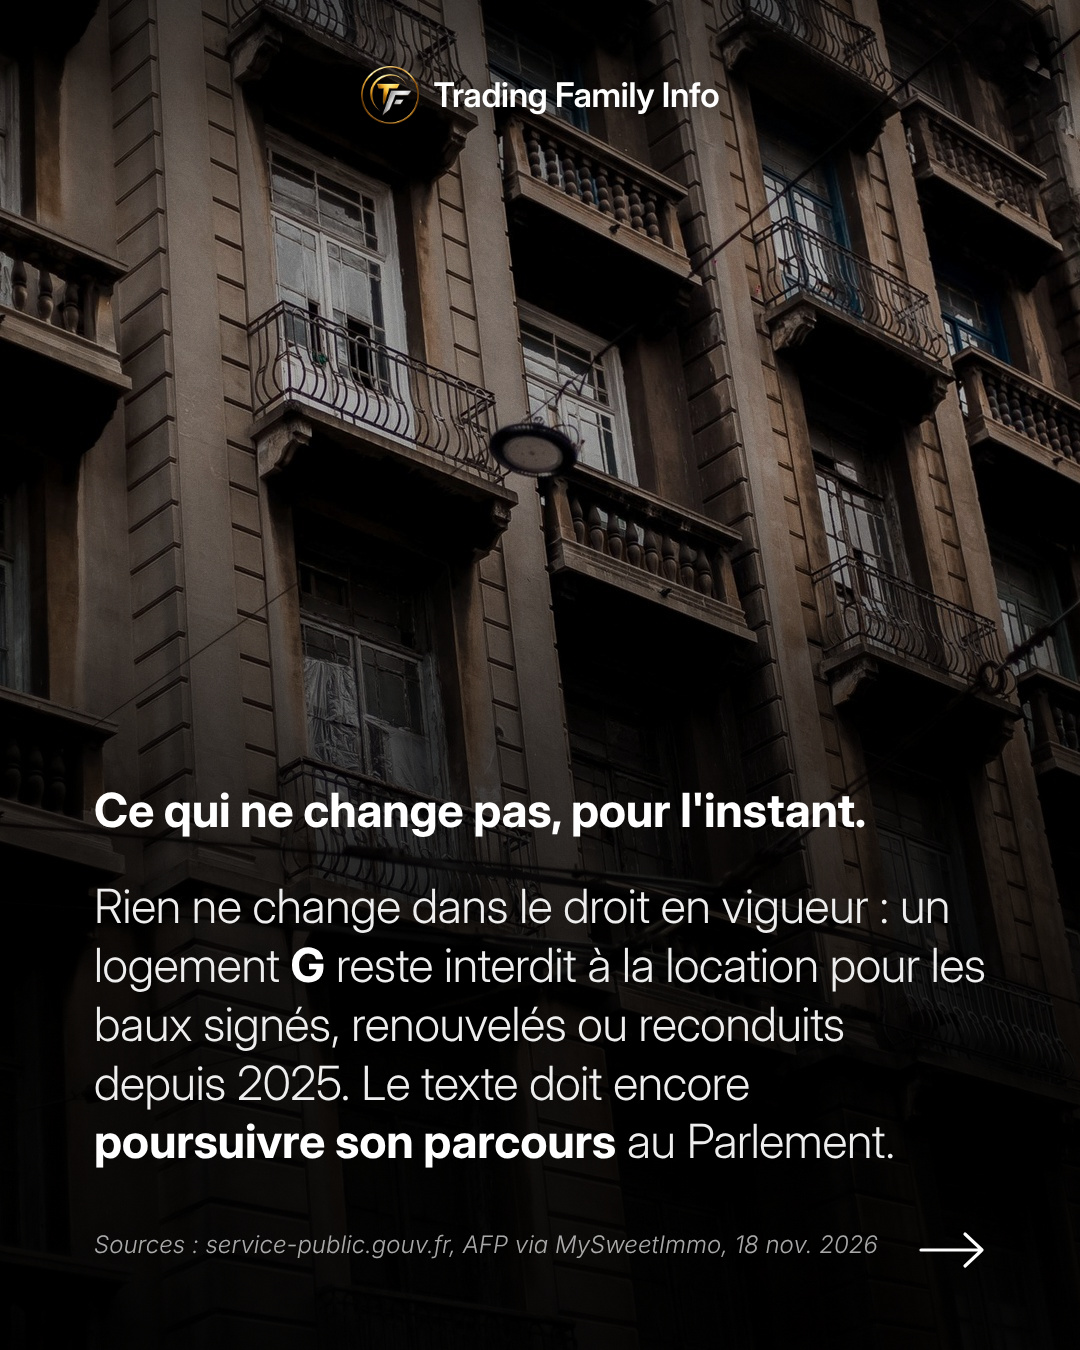 TF Trading Family Info
Ce qui ne change pas, pour l'instant.
Rien ne change dans le droit en vigueur : un
logement G reste interdit à la location pour les
baux signés, renouvelés ou reconduits
depuis 2025. Le texte doit encore
poursuivre son parcours au Parlement.
Sources : service-public.gouv.fr, AFP via MySweetImmo, 18 nov. 2026